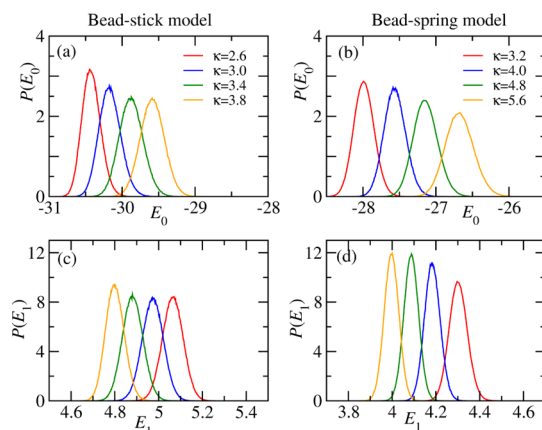 Bead-stick model
Bead-spring model
(a)
κ=2.6
κ=3.0
κ=3.4
κ=3.8
P(E₀)
4
2
0
-31 -30 -29 -28
E₀
(b)
κ=3.2
κ=4.0
κ=4.8
κ=5.6
P(E₀)
4
2
0
-28 -27 -26
E₀
(c)
P(E₁)
12
8
4
0
4.6 4.8 5 5.2 5.4
E₁
(d)
P(E₁)
12
8
4
0
3.8 4 4.2 4.4 4.6
E₁